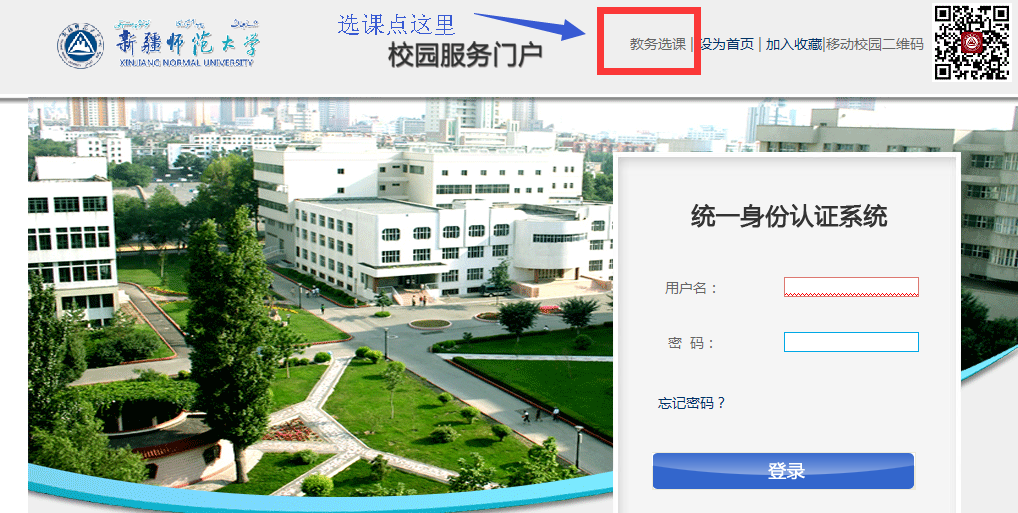 选课点这里
新疆师范大学
XINJIANG NORMAL UNIVERSITY
校园服务门户
教务选课 | 设为首页 | 加入收藏|移动校园二维码
统一身份认证系统
用户名：
密 码：
忘记密码？
登录